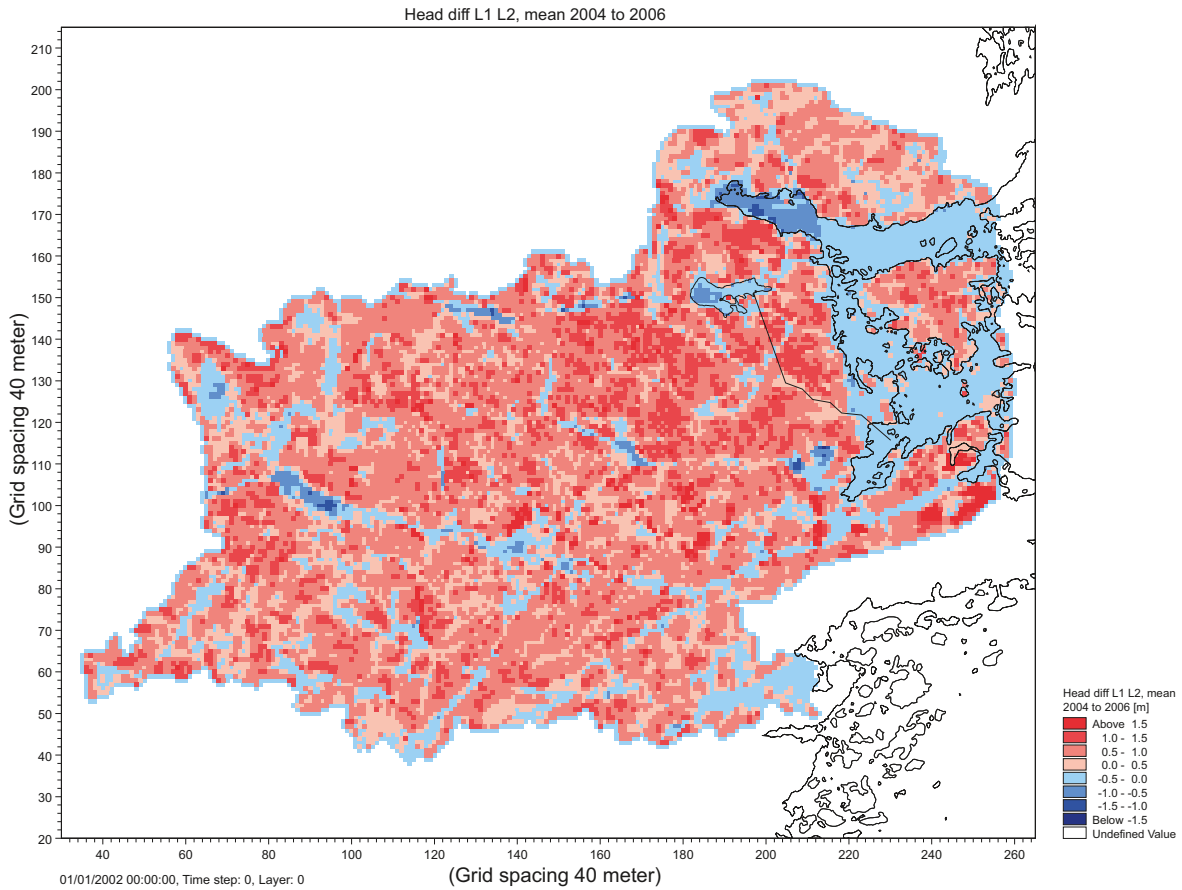 Head diff L1 L2, mean 2004 to 2006
210
200
190
180
170
160
150
140
130
120
110
100
90
80
70
60
50
40
30
20
(Grid spacing 40 meter)
40 60 80 100 120 140 160 180 200 220 240 260
(Grid spacing 40 meter)
01/01/2002 00:00:00, Time step: 0, Layer: 0
Head diff L1 L2, mean
2004 to 2006 [m]
Above 1.5
1.0 - 1.5
0.5 - 1.0
0.0 - 0.5
-0.5 - 0.0
-1.0 - -0.5
-1.5 - -1.0
Below -1.5
Undefined Value